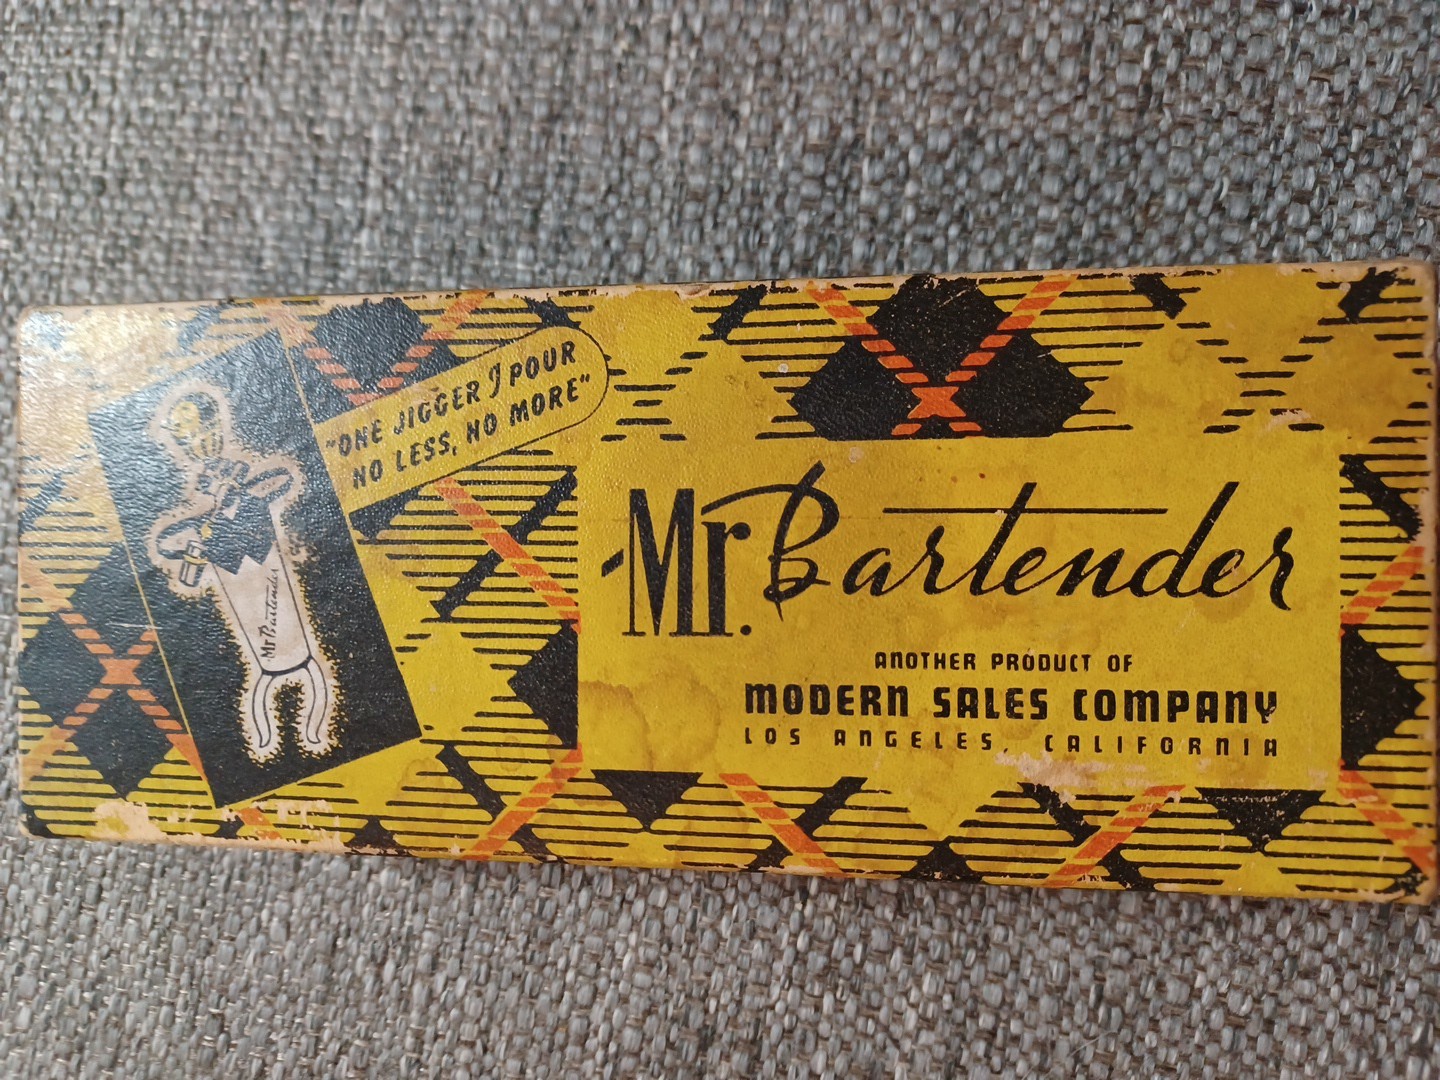 "ONE JIGGER I POUR
NO LESS, NO MORE"
Mr. Bartender
Mr. Bartender
ANOTHER PRODUCT OF
MODERN SALES COMPANY
LOS ANGELES, CALIFORNIA